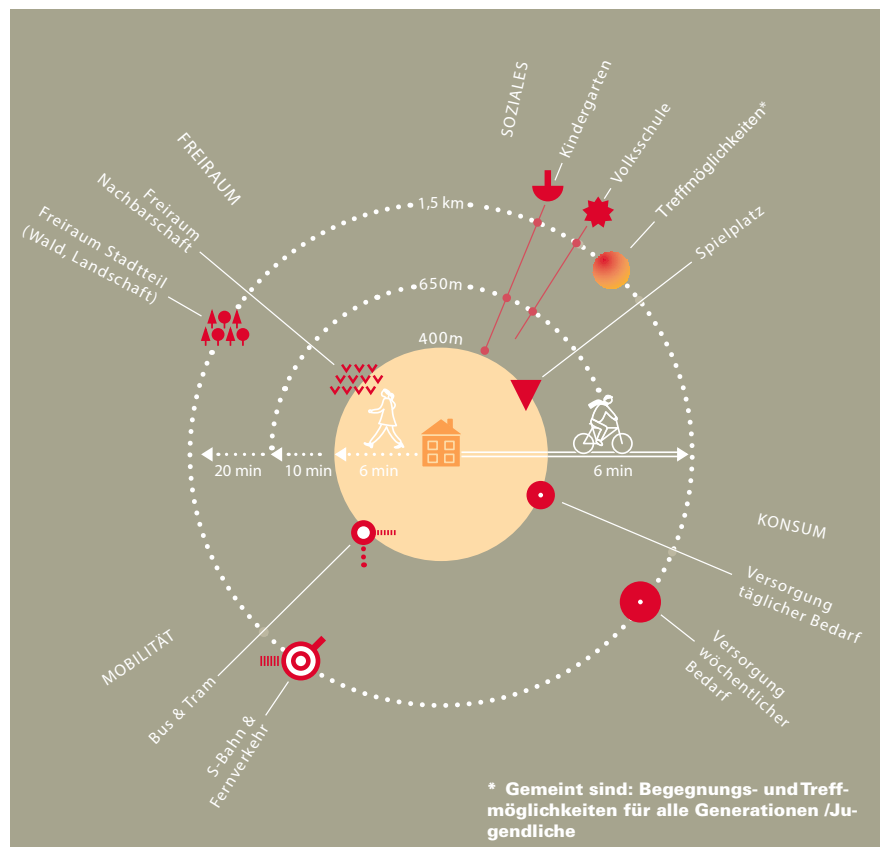 SOZIALES
Kindergarten
Volksschule
Treffmöglichkeiten*
Spielplatz
FREIRAUM
Freiraum
Nachbarschaft
Freiraum Stadtteil
(Wald, Landschaft)
1,5 km
650m
400m
20 min
10 min
6 min
6 min
KONSUM
Versorgung
täglicher Bedarf
Versorgung
wöchentlicher
Bedarf
MOBILITÄT
Bus & Tram
S-Bahn &
Fernverkehr
* Gemeint sind: Begegnungs- und Treff-
möglichkeiten für alle Generationen /Ju-
gendliche